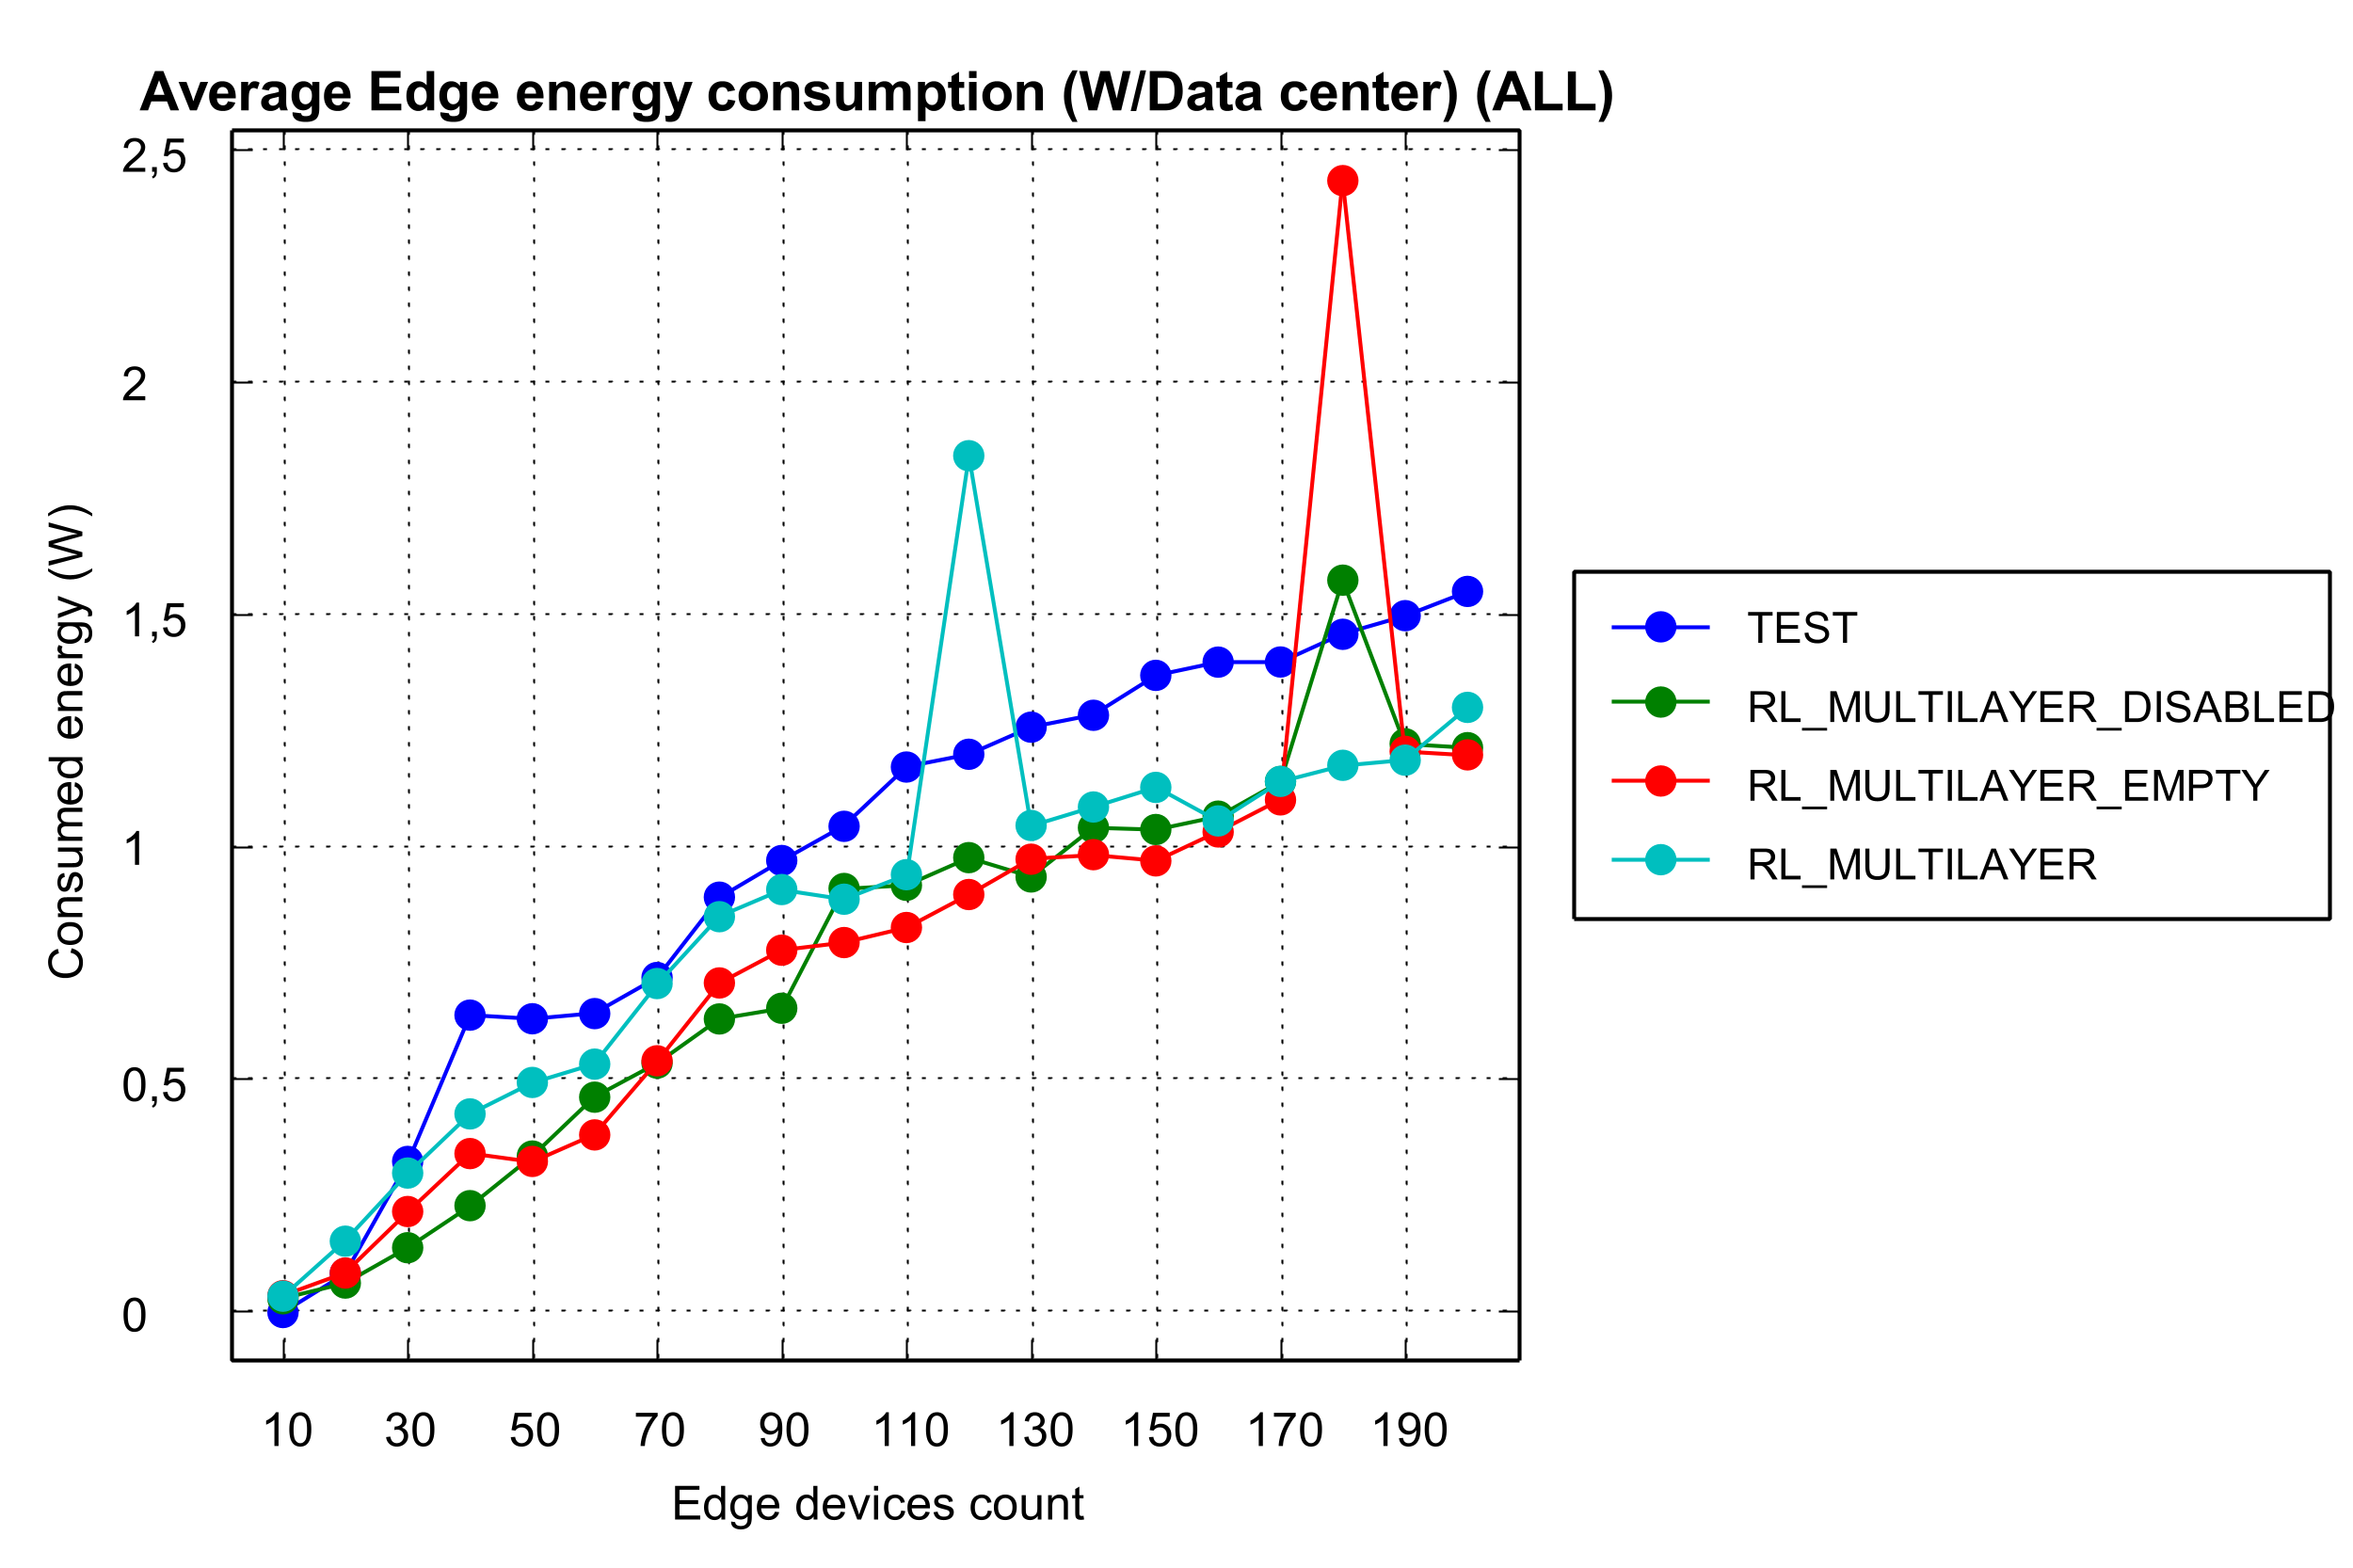 Average Edge energy consumption (W/Data center) (ALL)
2,5
2
1,5
1
0,5
0
Consumed energy (W)
10 30 50 70 90 110 130 150 170 190
Edge devices count
TEST
RL_MULTILAYER_DISABLED
RL_MULTILAYER_EMPTY
RL_MULTILAYER